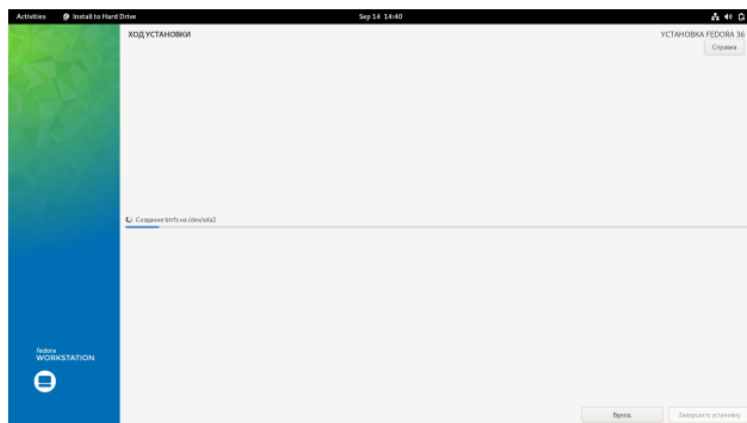 Activities Install to Hard Drive Sep 14 14:40
ХОД УСТАНОВКИ УСТАНОВКА FEDORA 36
Справка
Создание btrfs на /dev/sda2
fedora
WORKSTATION
Выход Завершить установку